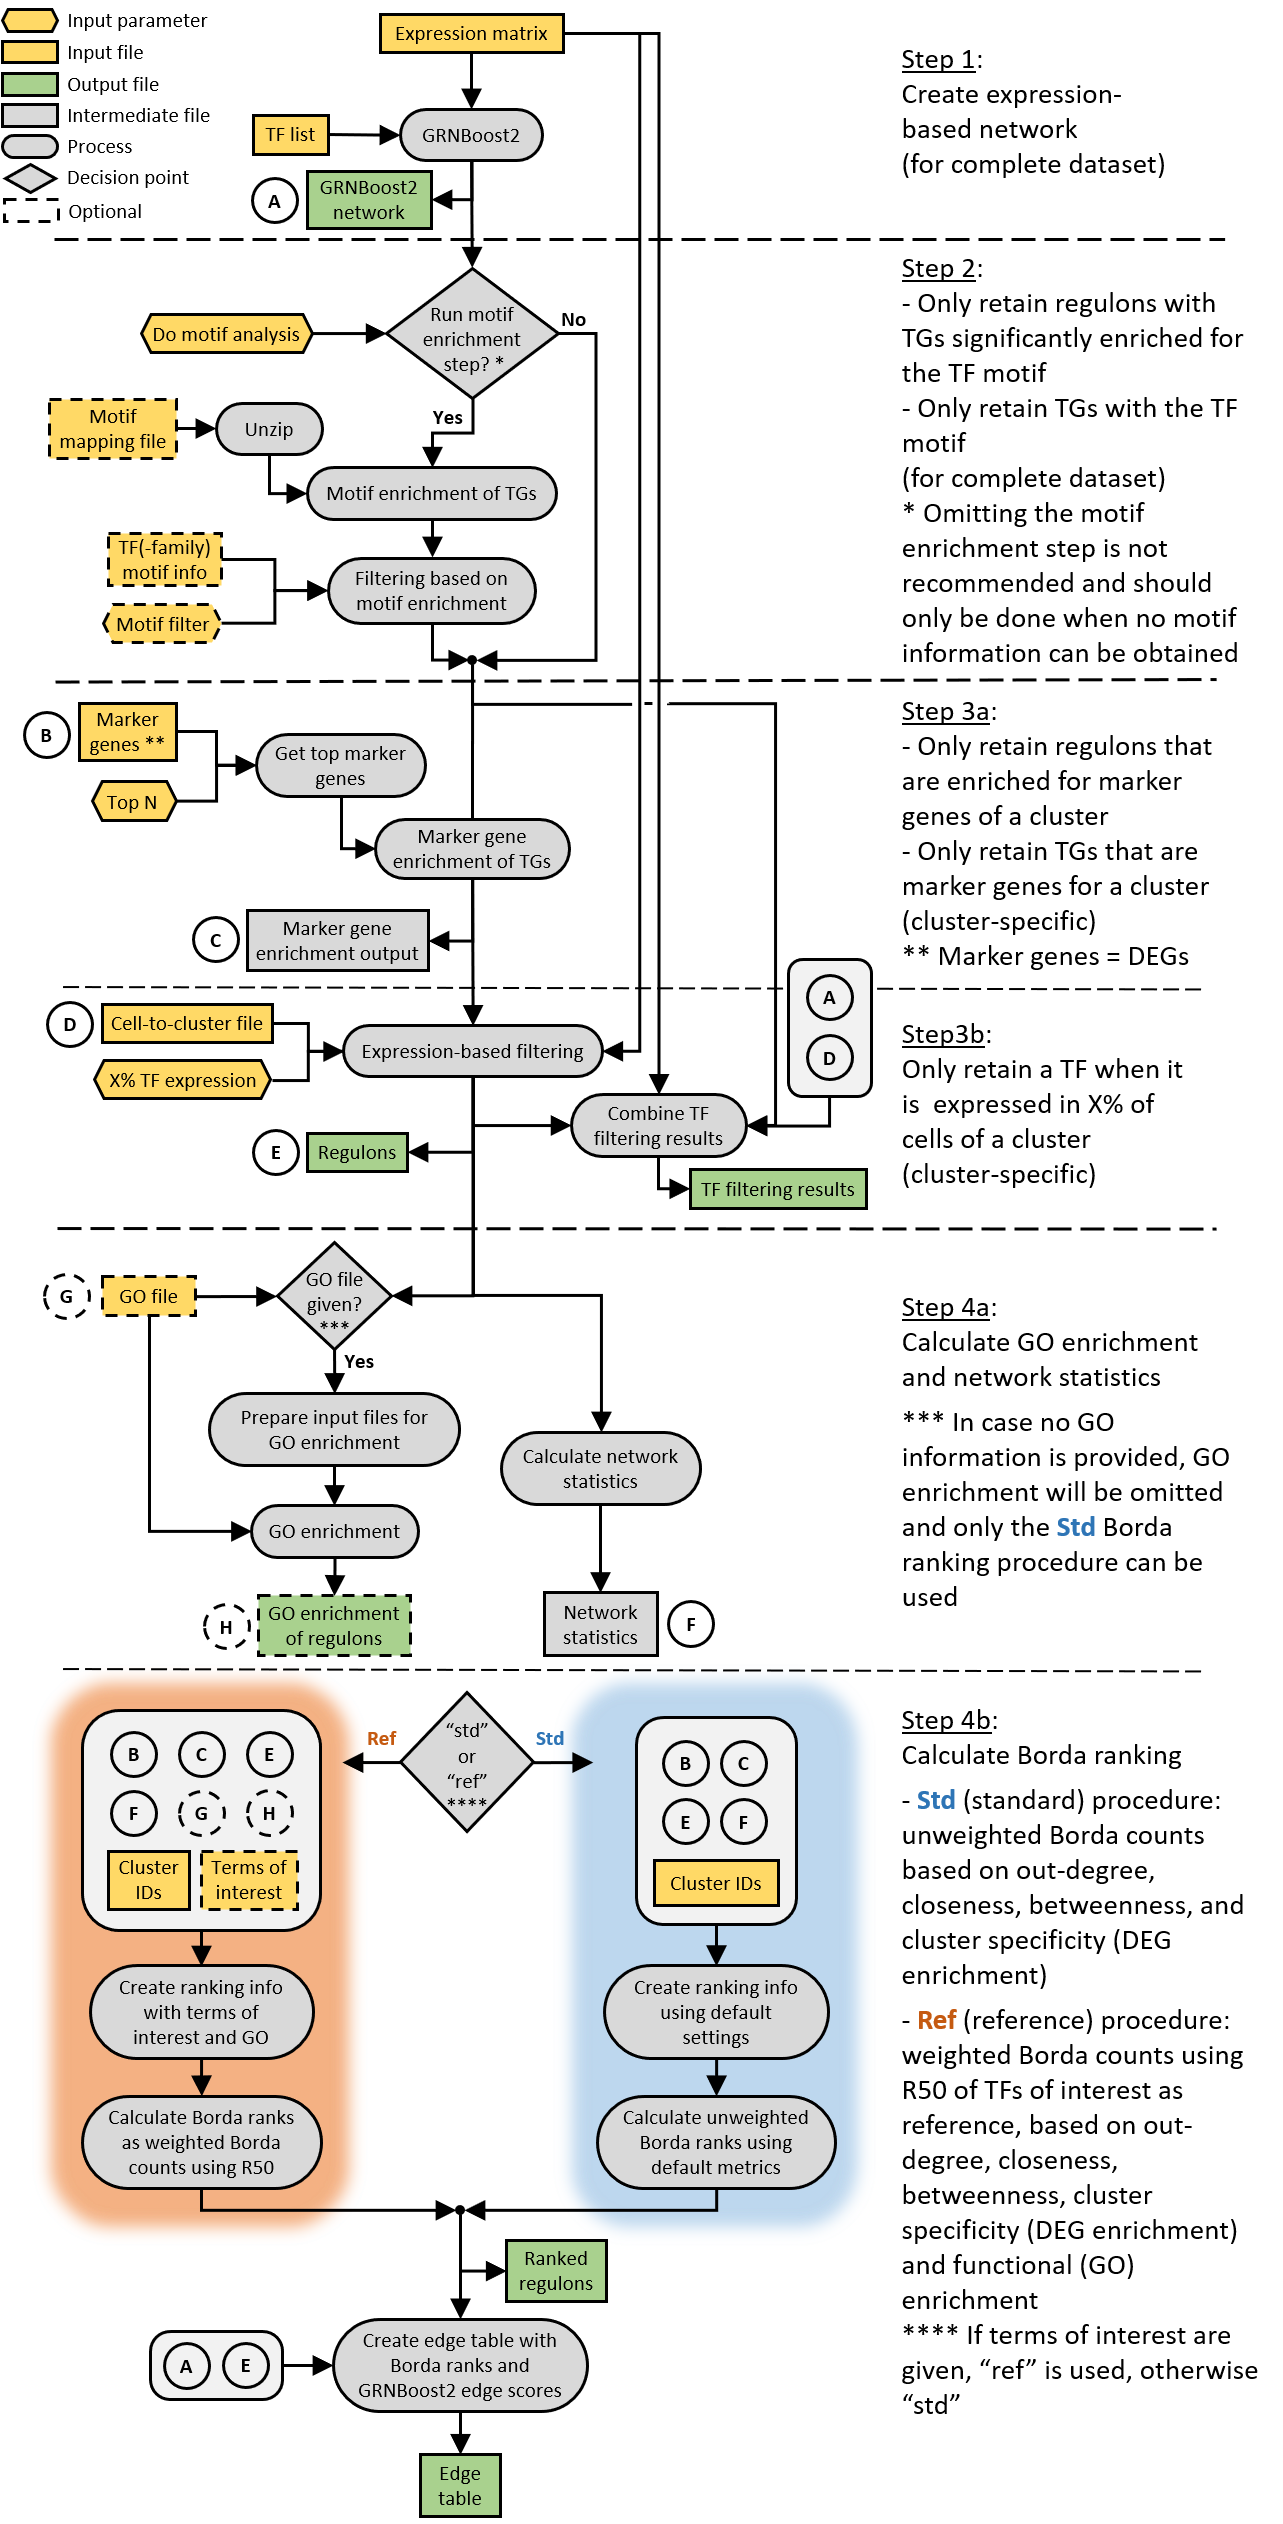 Input parameter
Input file
Output file
Intermediate file
Process
Decision point
Optional
Expression matrix
TF list
GRNBoost2
A
GRNBoost2
network
Step 1:
Create expression-
based network
(for complete dataset)
Do motif analysis
Run motif
enrichment
step? *
No
Yes
Motif
mapping file
Unzip
Motif enrichment of TGs
TF(-family)
motif info
Motif filter
Filtering based on
motif enrichment
Step 2:
- Only retain regulons with
TGs significantly enriched for
the TF motif
- Only retain TGs with the TF
motif
(for complete dataset)
* Omitting the motif
enrichment step is not
recommended and should
only be done when no motif
information can be obtained
B
Marker
genes **
Top N
Get top marker
genes
Marker gene
enrichment of TGs
C
Marker gene
enrichment output
Step 3a:
- Only retain regulons that
are enriched for marker
genes of a cluster
- Only retain TGs that are
marker genes for a cluster
(cluster-specific)
** Marker genes = DEGs
D
Cell-to-cluster file
X% TF expression
Expression-based filtering
A
D
Combine TF
filtering results
E
Regulons
TF filtering results
Step3b:
Only retain a TF when it
is  expressed in X% of
cells of a cluster
(cluster-specific)
G
GO file
GO file
given?
***
Yes
Prepare input files for
GO enrichment
GO enrichment
H
GO enrichment
of regulons
Calculate network
statistics
Network
statistics
F
Step 4a:
Calculate GO enrichment
and network statistics
*** In case no GO
information is provided, GO
enrichment will be omitted
and only the Std Borda
ranking procedure can be
used
Ref
“std”
or
“ref”
****
Std
B C E
F G H
Cluster
IDs
Terms of
interest
Create ranking info
with terms of
interest and GO
Calculate Borda ranks
as weighted Borda
counts using R50
B C
E F
Cluster IDs
Create ranking info
using default
settings
Calculate unweighted
Borda ranks using
default metrics
Ranked
regulons
A E
Create edge table with
Borda ranks and
GRNBoost2 edge scores
Edge
table
Step 4b:
Calculate Borda ranking
- Std (standard) procedure:
unweighted Borda counts
based on out-degree,
closeness, betweenness, and
cluster specificity (DEG
enrichment)
- Ref (reference) procedure:
weighted Borda counts using
R50 of TFs of interest as
reference, based on out-
degree, closeness,
betweenness, cluster
specificity (DEG enrichment)
and functional (GO)
enrichment
**** If terms of interest are
given, “ref” is used, otherwise
“std”